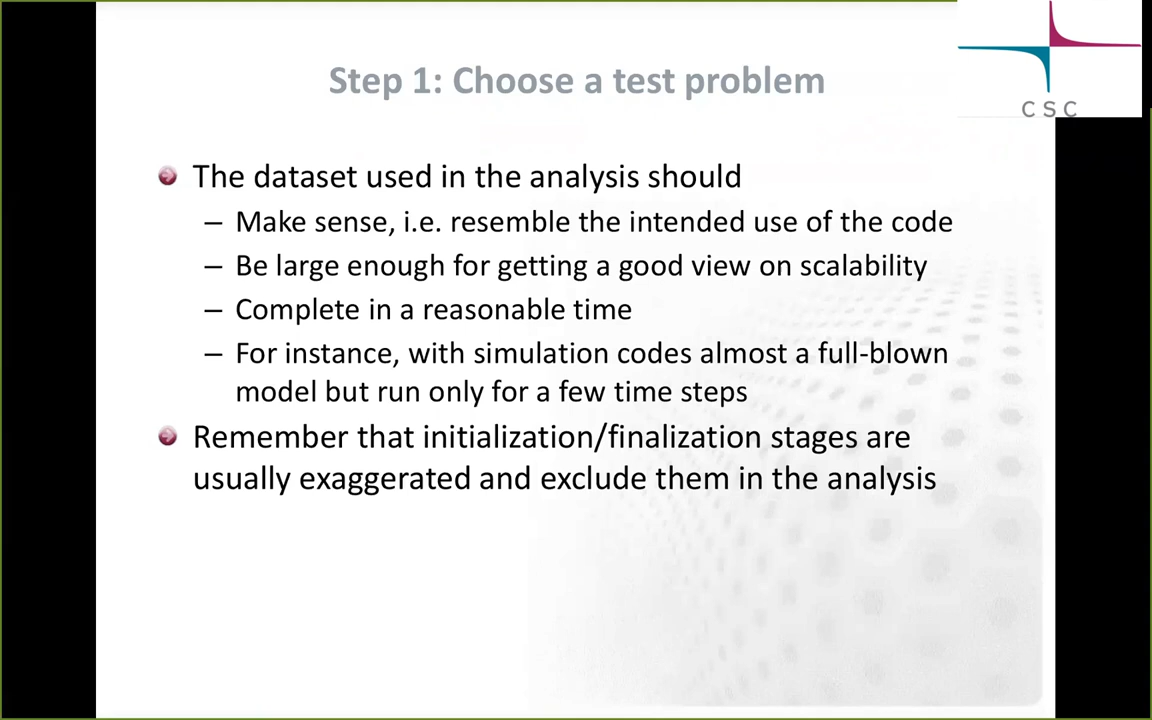 CSC
Step 1: Choose a test problem
The dataset used in the analysis should
– Make sense, i.e. resemble the intended use of the code
– Be large enough for getting a good view on scalability
– Complete in a reasonable time
– For instance, with simulation codes almost a full-blown
model but run only for a few time steps
Remember that initialization/finalization stages are
usually exaggerated and exclude them in the analysis